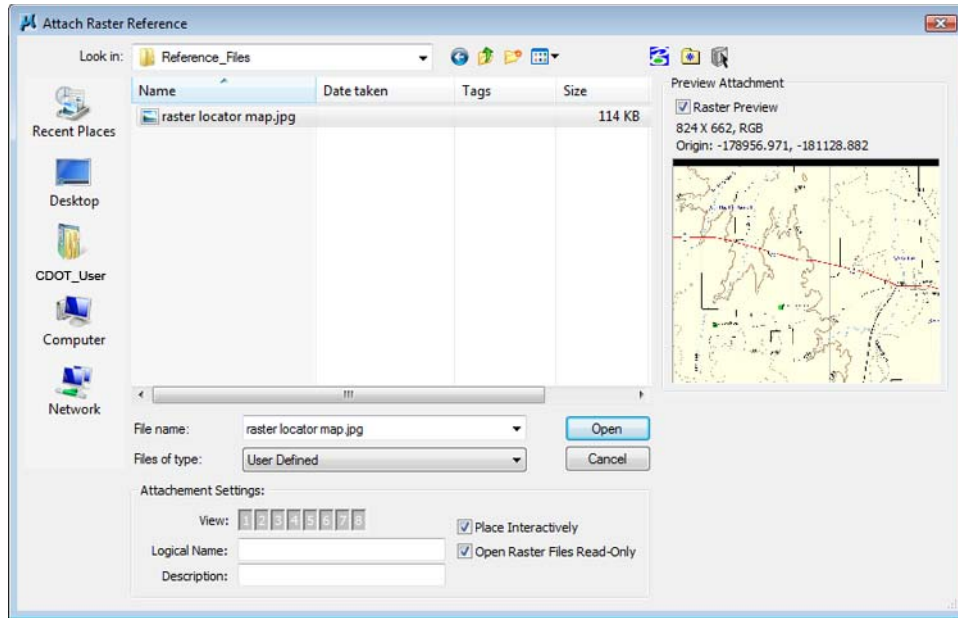 Attach Raster Reference
Look in: Reference_Files
Recent Places
Desktop
CDOT_User
Computer
Network
Name Date taken Tags Size
raster locator map.jpg 114 KB
File name: raster locator map.jpg Open
Files of type: User Defined Cancel
Attachement Settings:
View: 1 2 3 4 5 6 7 8
Logical Name:
Description:
Place Interactively
Open Raster Files Read-Only
Preview Attachment
Raster Preview
824 X 662, RGB
Origin: -178956.971, -181128.882